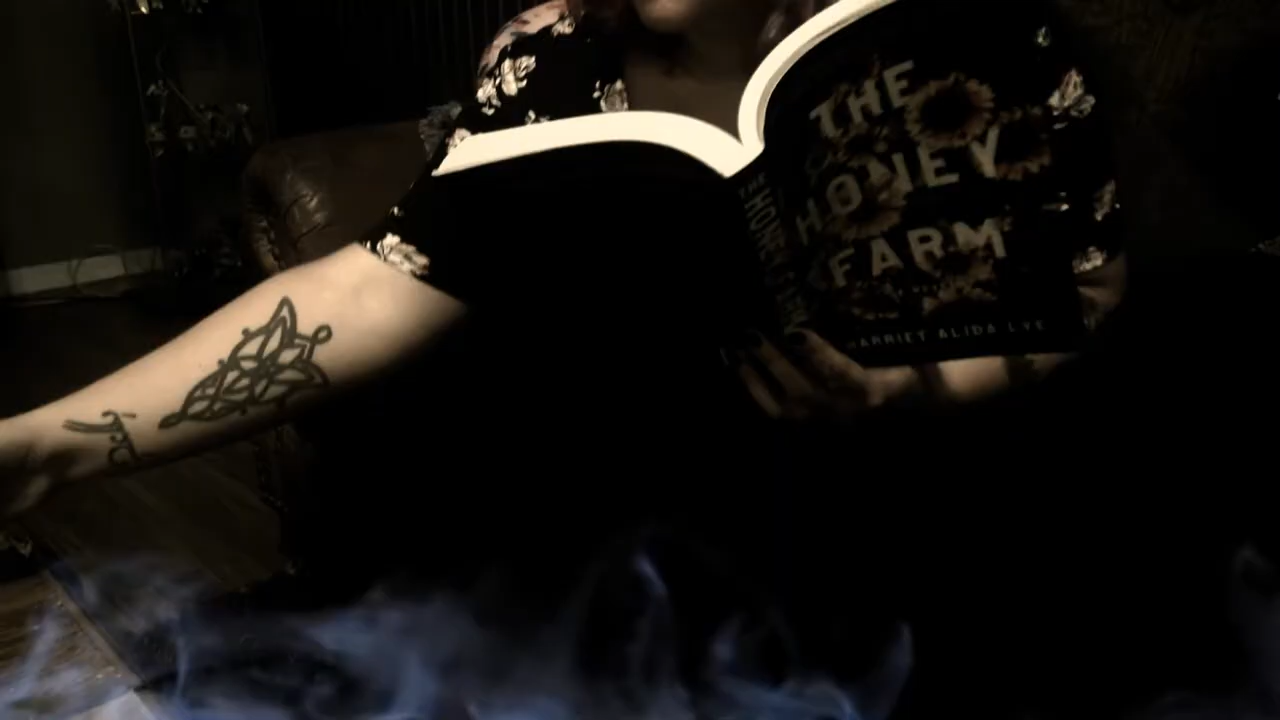 THE
HONEY
FARM
HARRIET ALIDA LYE
THE HONEY FARM